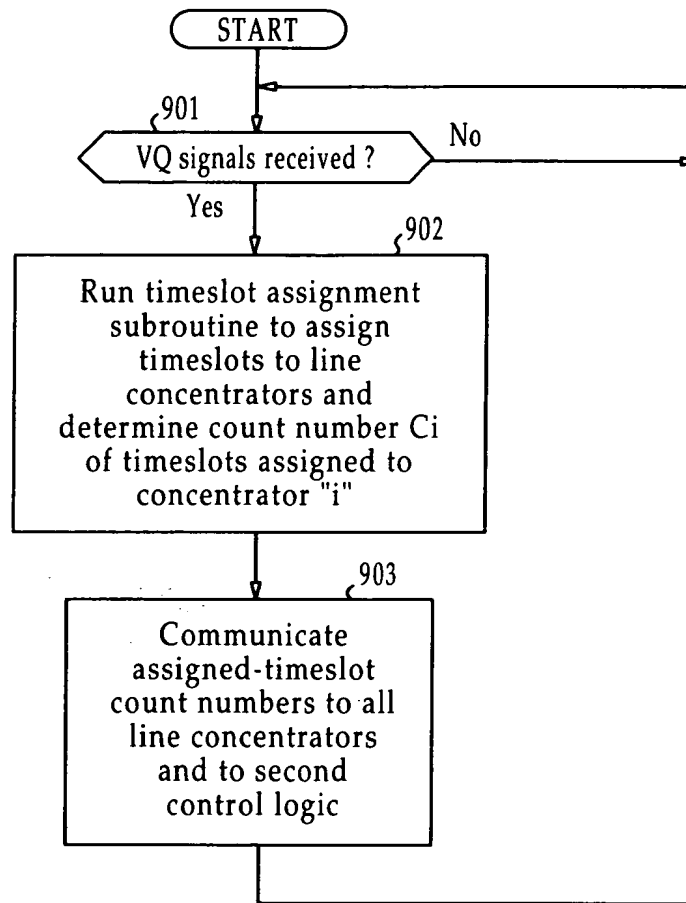 START
901
VQ signals received ?
No
Yes
902
Run timeslot assignment
subroutine to assign
timeslots to line
concentrators and
determine count number Ci
of timeslots assigned to
concentrator "i"
903
Communicate
assigned-timeslot
count numbers to all
line concentrators
and to second
control logic